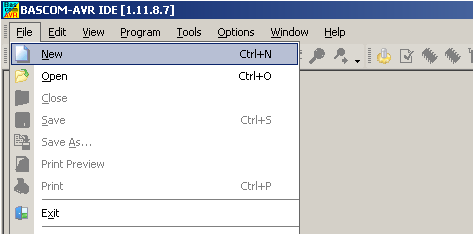 BASCOM-AVR IDE [1.11.8.7]
File Edit View Program Tools Options Window Help
New Ctrl+N
Open Ctrl+O
Close
Save Ctrl+S
Save As...
Print Preview
Print Ctrl+P
Exit